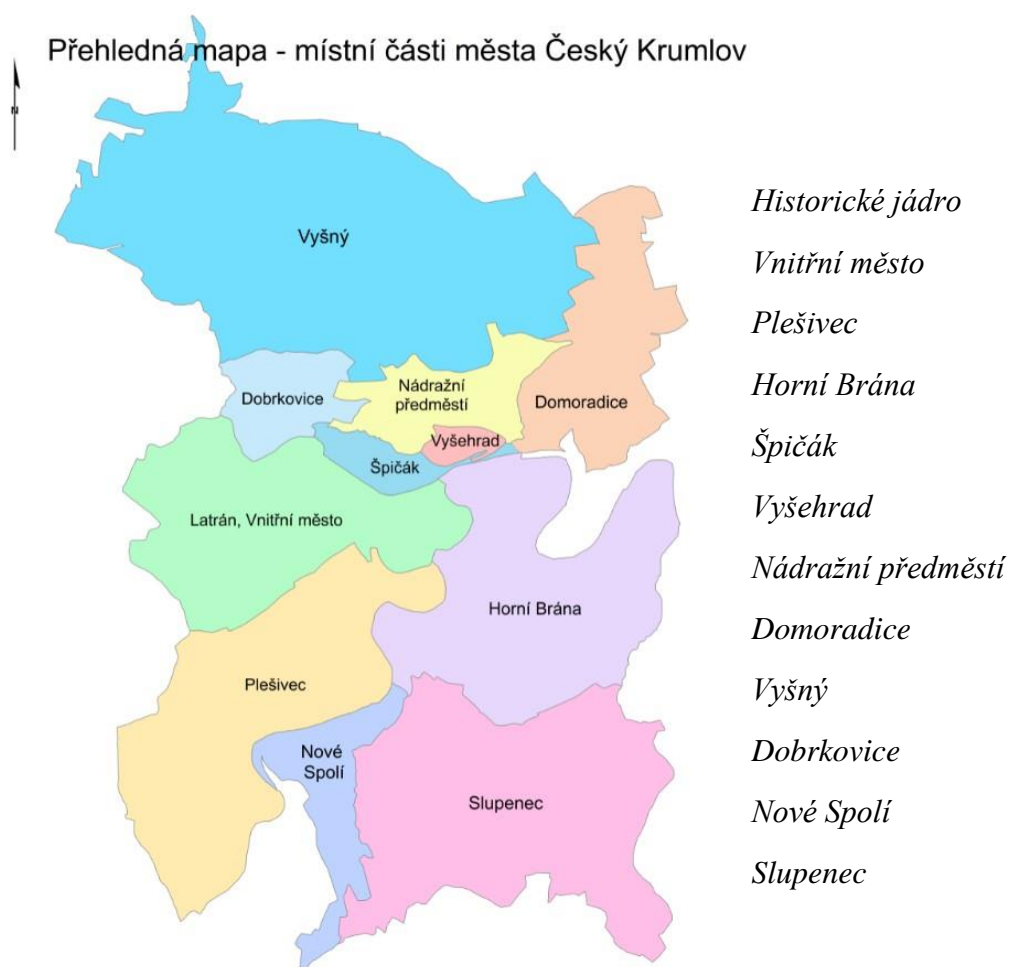 Přehledná mapa - místní části města Český Krumlov
N
Vyšný
Dobrkovice
Nádražní
předměstí
Domoradice
Vyšehrad
Špičák
Latrán, Vnitřní město
Horní Brána
Plešivec
Nové
Spolí
Slupenec
Historické jádro
Vnitřní město
Plešivec
Horní Brána
Špičák
Vyšehrad
Nádražní předměstí
Domoradice
Vyšný
Dobrkovice
Nové Spolí
Slupenec